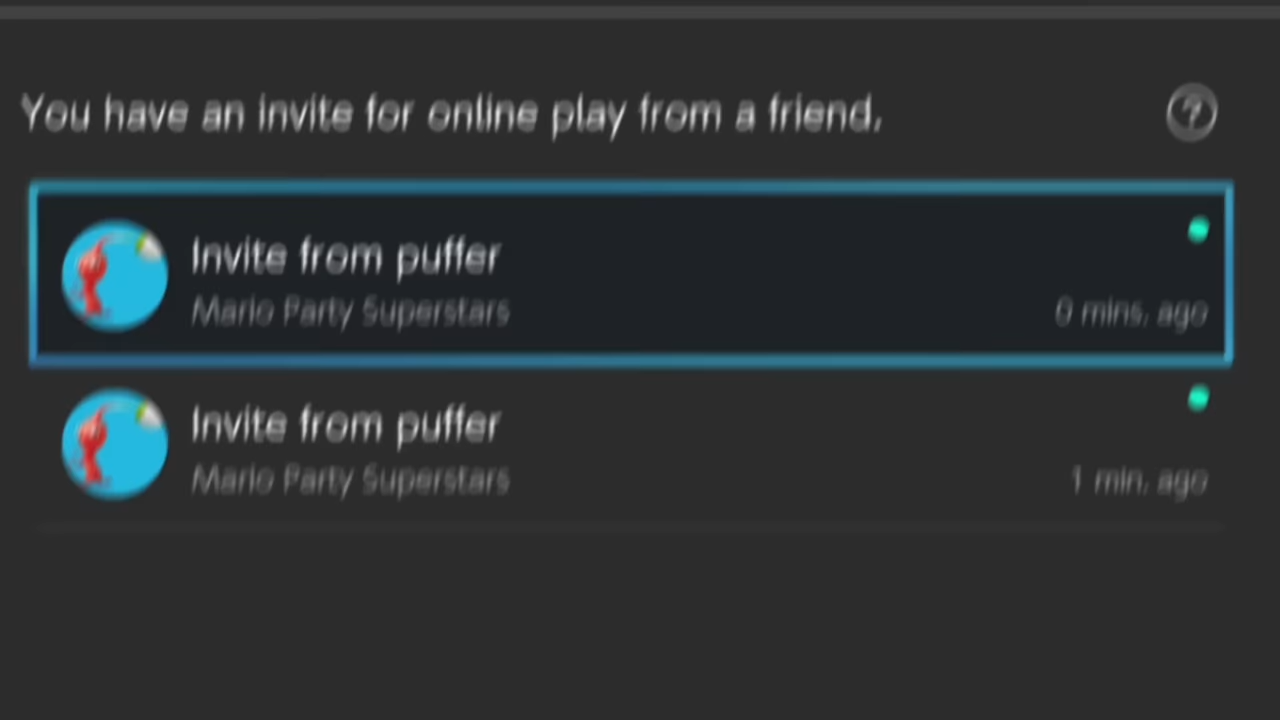 You have an invite for online play from a friend.
?
Invite from puffer
Mario Party Superstars
0 mins. ago
Invite from puffer
Mario Party Superstars
1 min. ago